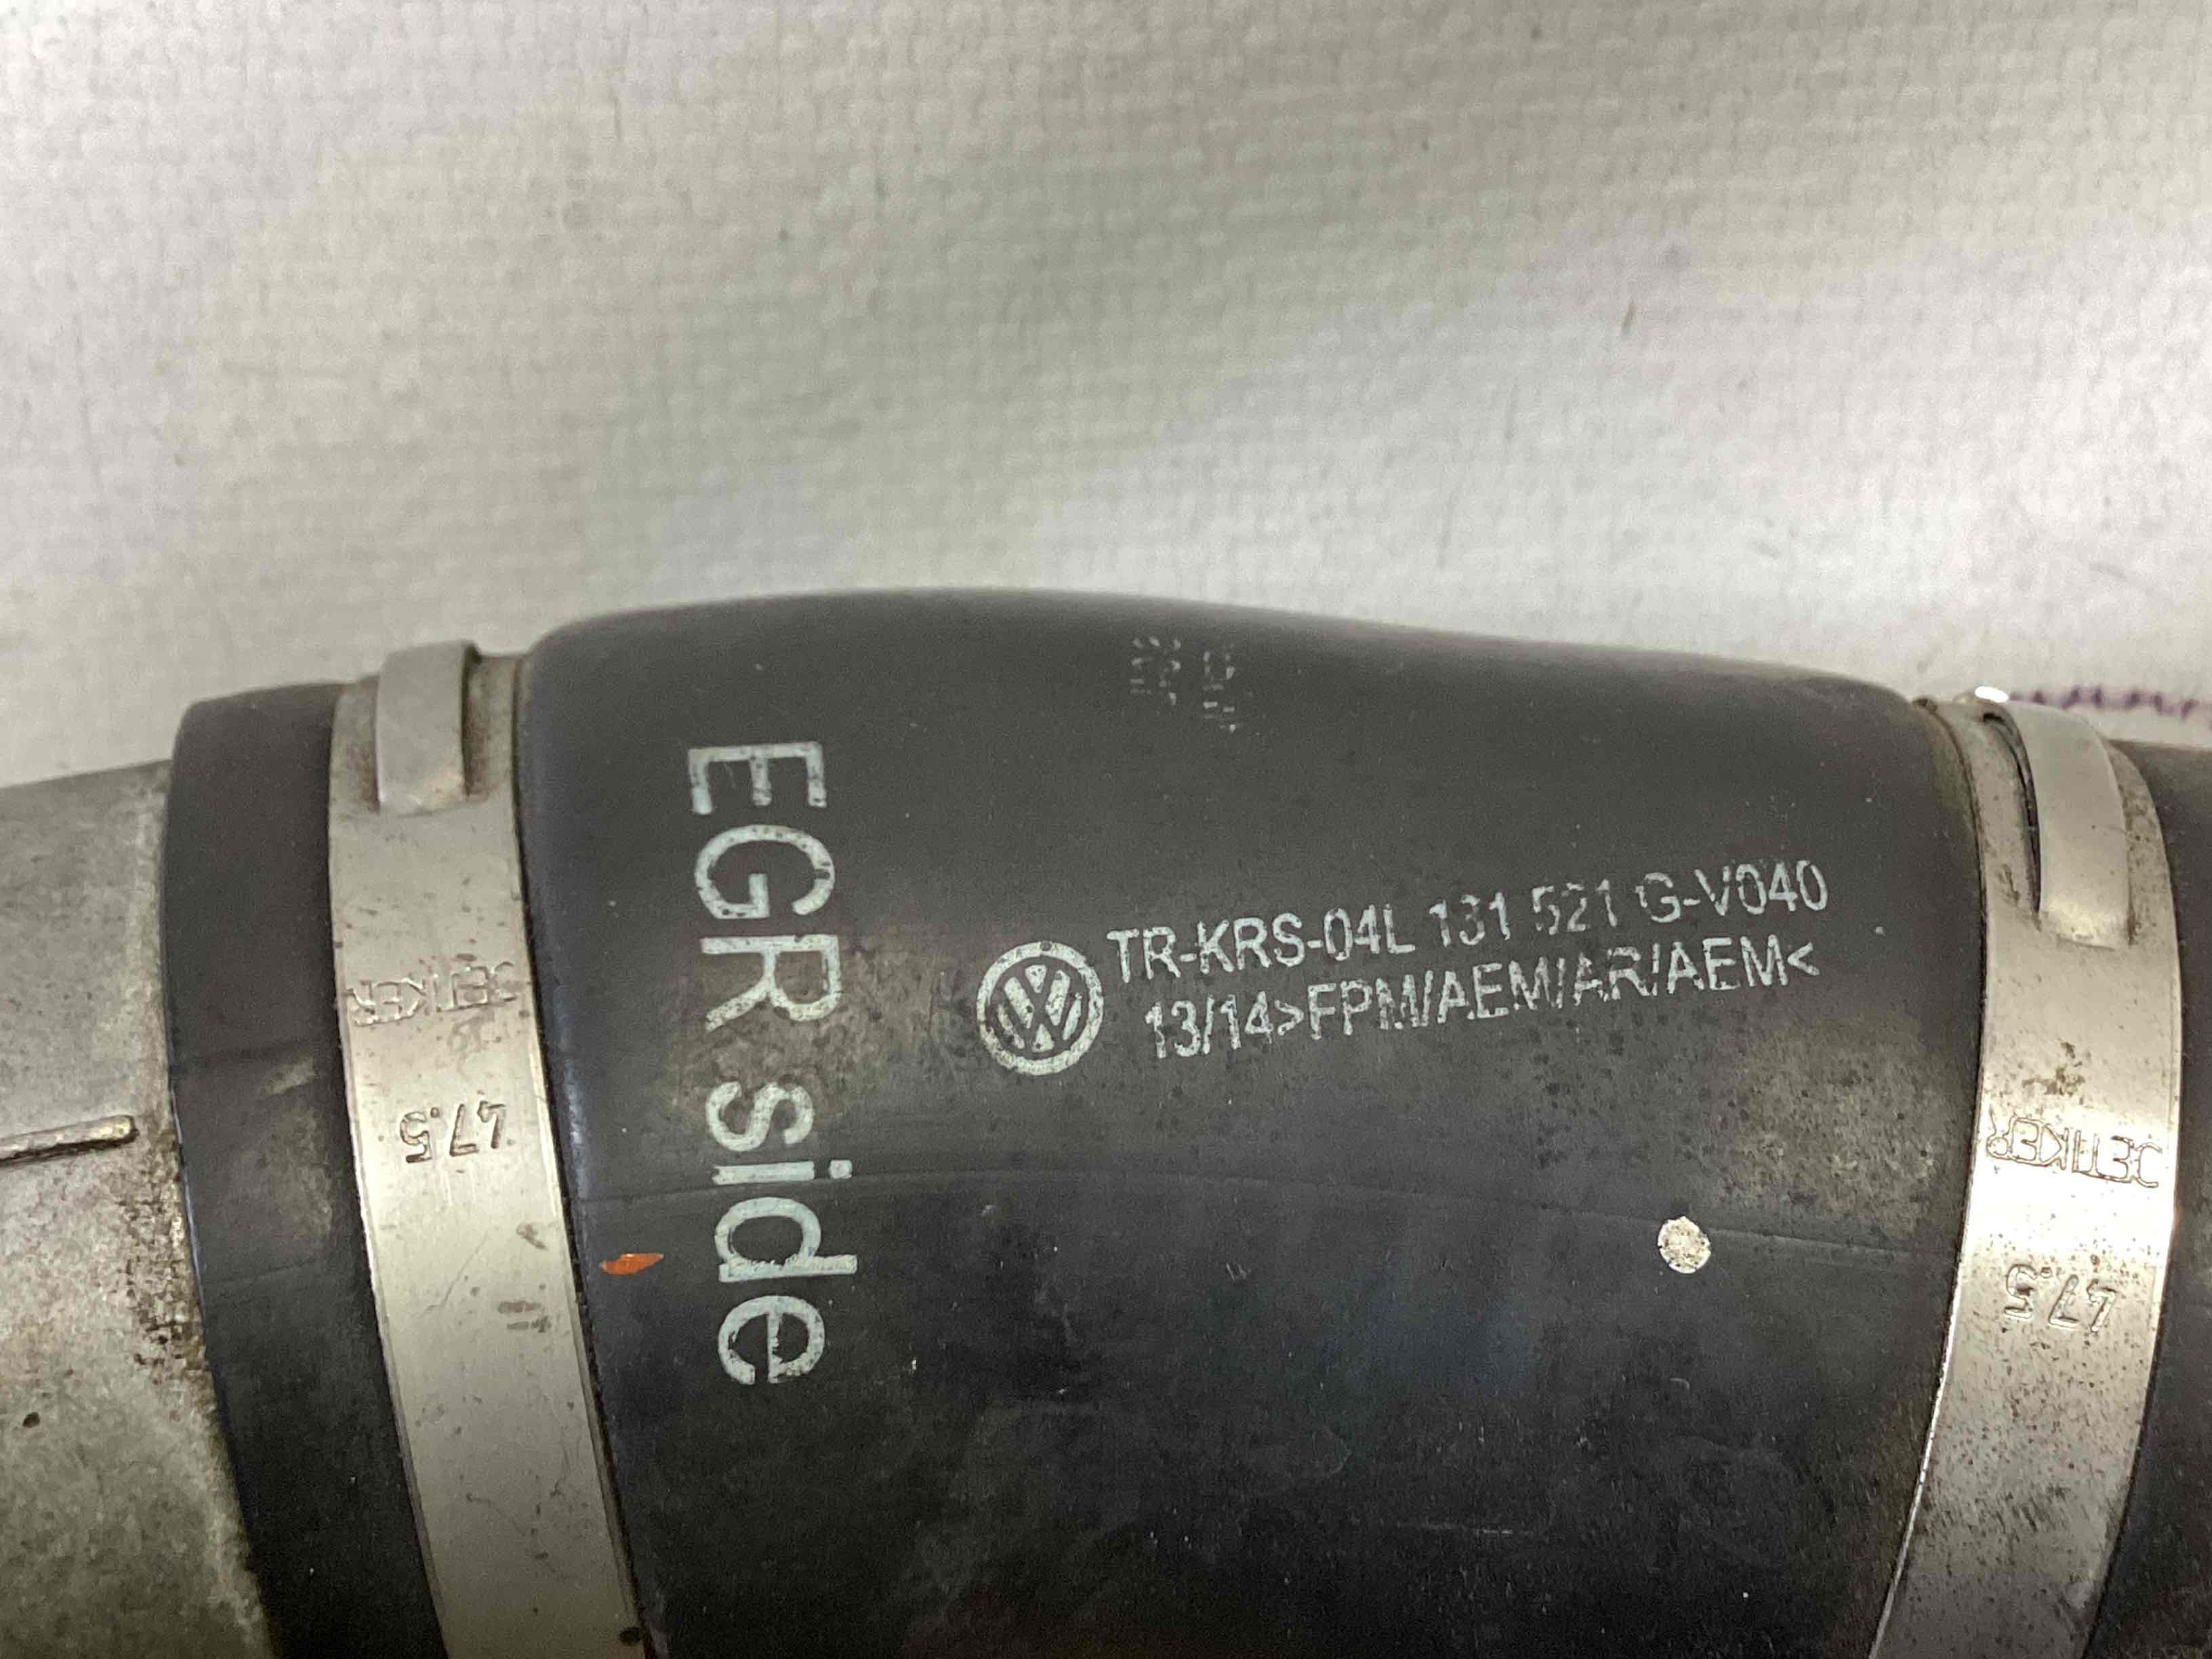 EGR side
TR-KRS-04L 131 521 G-V040
13/14>FPM/AEM/AR/AEM<
OETIKER
47.5
OETIKER
47.5